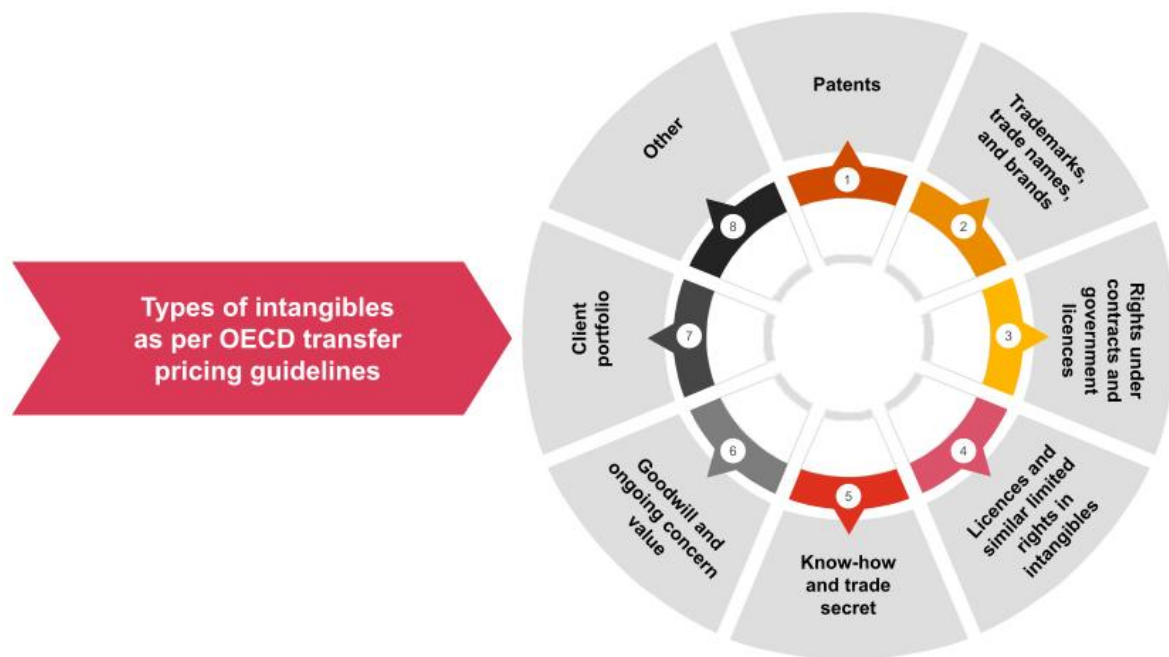 Types of intangibles
as per OECD transfer
pricing guidelines
1
Patents
2
Trademarks,
trade names,
and brands
3
Rights under
contracts and
government
licences
4
Licences and
similar limited
rights in
intangibles
5
Know-how
and trade
secret
6
Goodwill and
ongoing concern
value
7
Client
portfolio
8
Other